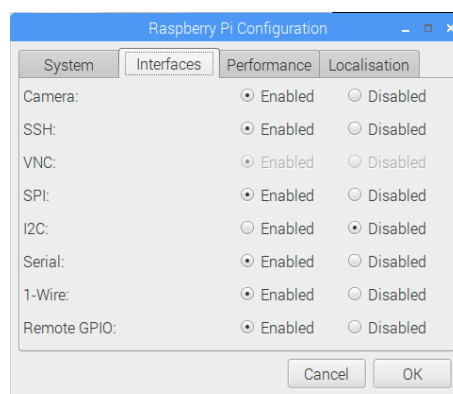 Raspberry Pi Configuration
System Interfaces Performance Localisation
Camera: Enabled Disabled
SSH: Enabled Disabled
VNC: Enabled Disabled
SPI: Enabled Disabled
I2C: Enabled Disabled
Serial: Enabled Disabled
1-Wire: Enabled Disabled
Remote GPIO: Enabled Disabled
Cancel OK